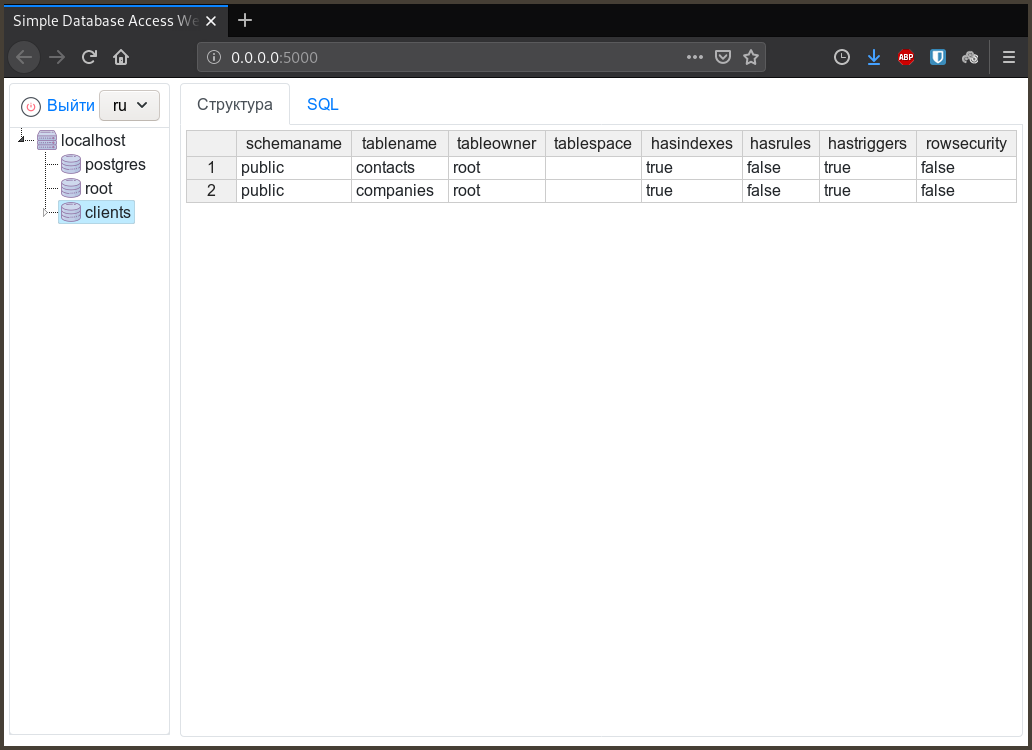 Simple Database Access We
0.0.0.0:5000
ABP
Выйти ru
localhost
postgres
root
clients
Структура SQL
schemaname tablename tableowner tablespace hasindexes hasrules hastriggers rowsecurity
1 public contacts root true false true false
2 public companies root true false true false